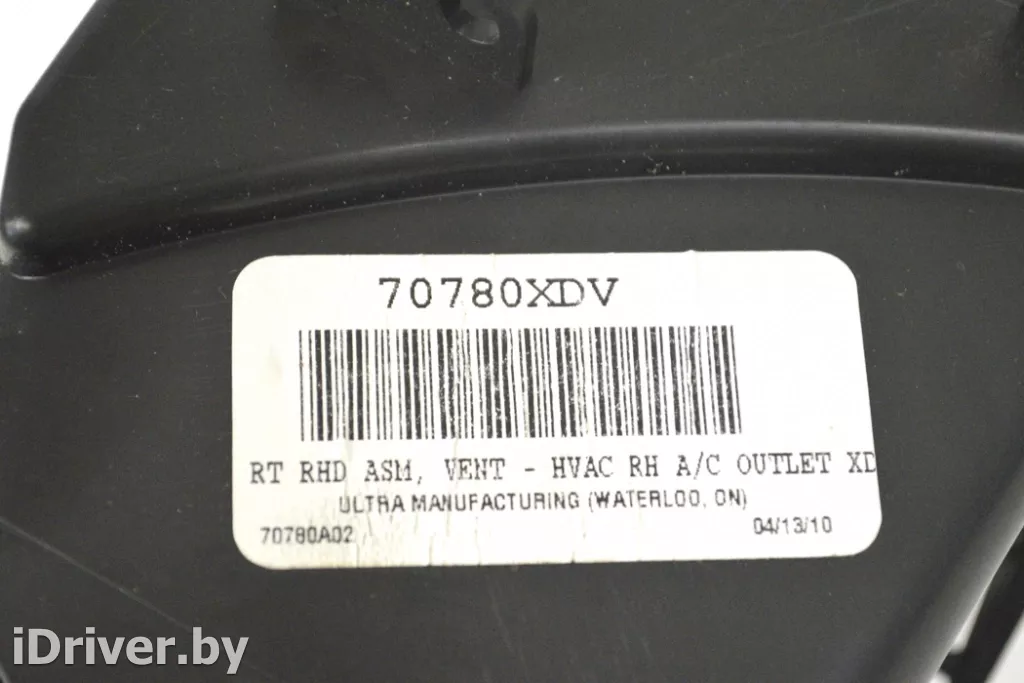 70780XDV
RT RHD ASM, VENT - HVAC RH A/C OUTLET XD
ULTRA MANUFACTURING (WATERLOO, ON)
70780A02 04/13/10
iDriver.by